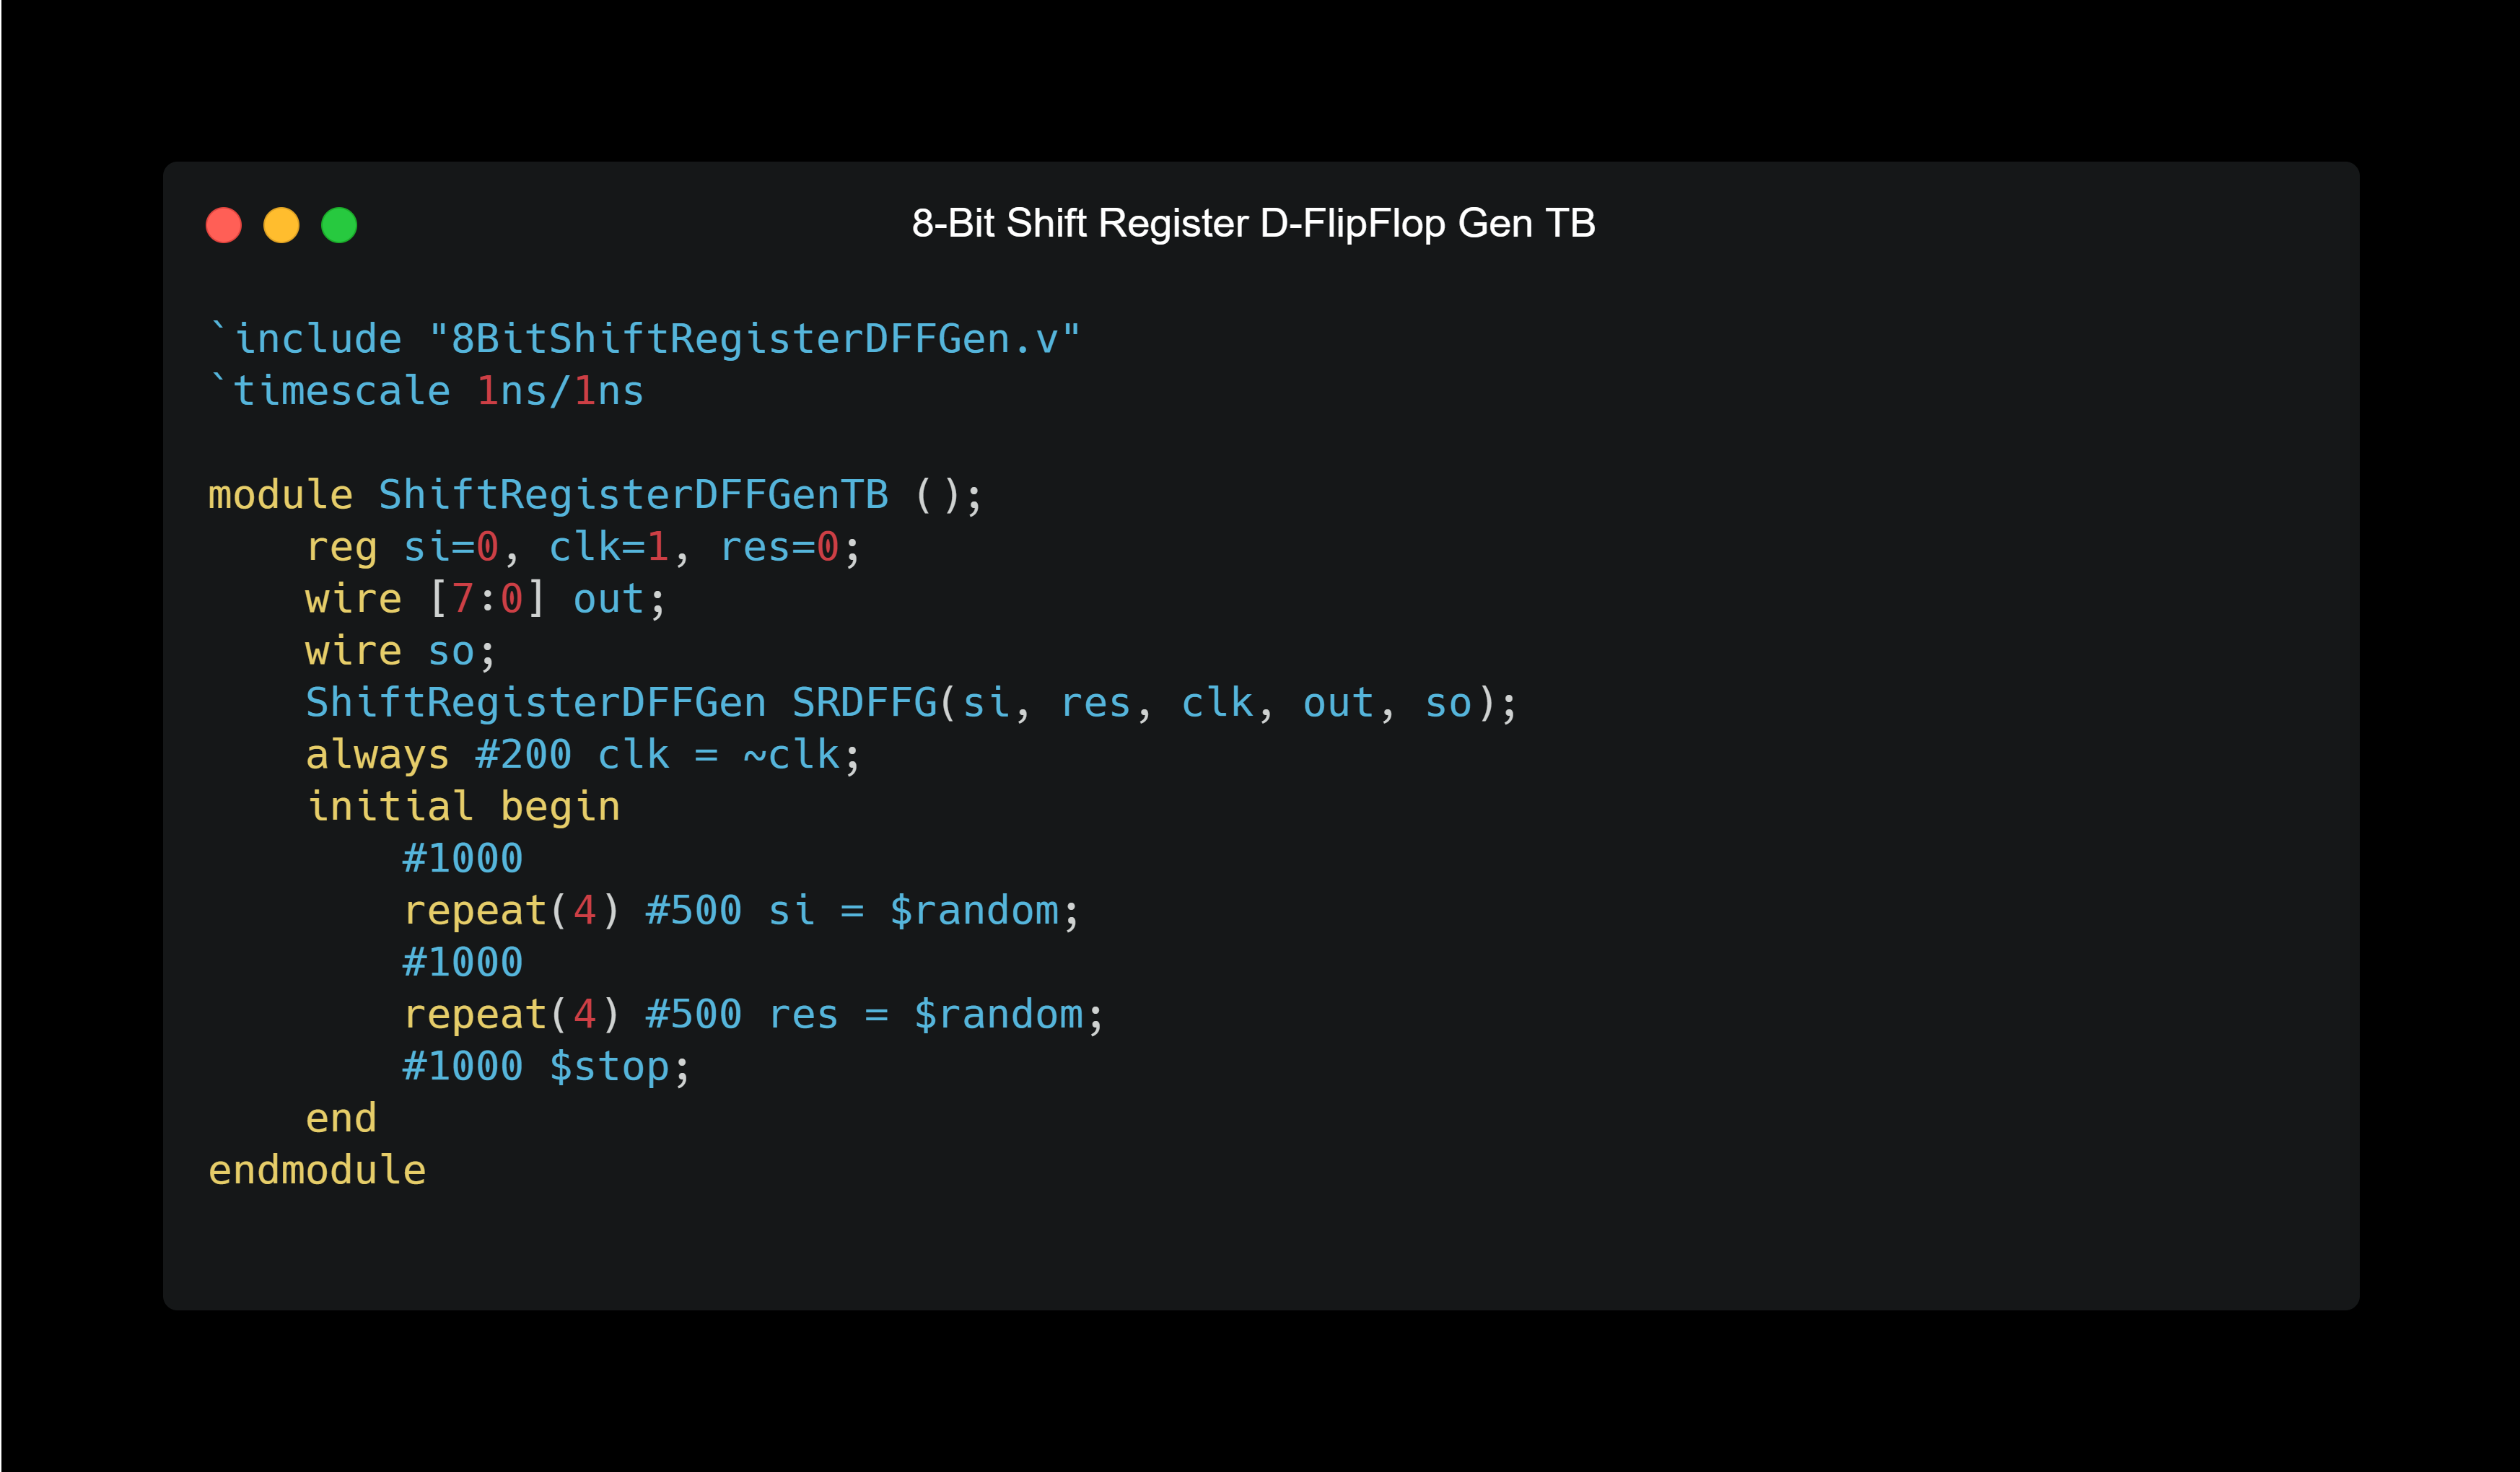 8-Bit Shift Register D-FlipFlop Gen TB
`include "8BitShiftRegisterDFFGen.v"
`timescale 1ns/1ns
module ShiftRegisterDFFGenTB ();
    reg si=0, clk=1, res=0;
    wire [7:0] out;
    wire so;
    ShiftRegisterDFFGen SRDFFG(si, res, clk, out, so);
    always #200 clk = ~clk;
    initial begin
        #1000
        repeat(4) #500 si = $random;
        #1000
        repeat(4) #500 res = $random;
        #1000 $stop;
    end
endmodule